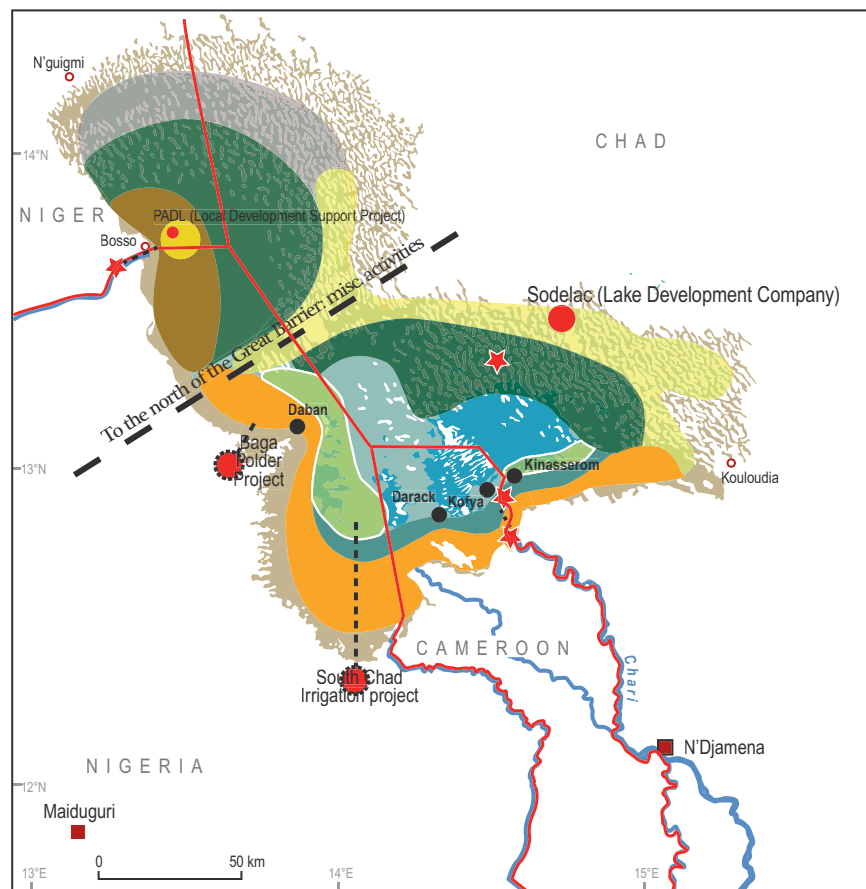 N'guigmi
CHAD
14°N
NIGER
PADL (Local Development Support Project)
Bosso
To the north of the Great Barrier: misc activities
Sodelac (Lake Development Company)
Daban
Baga
Polder
Project
13°N
Kinasserom
Kouloudia
Darack
Kofya
CAMEROON
Chari
South Chad
Irrigation project
N'Djamena
NIGERIA
12°N
Maiduguri
0
50 km
13°E
14°E
15°E